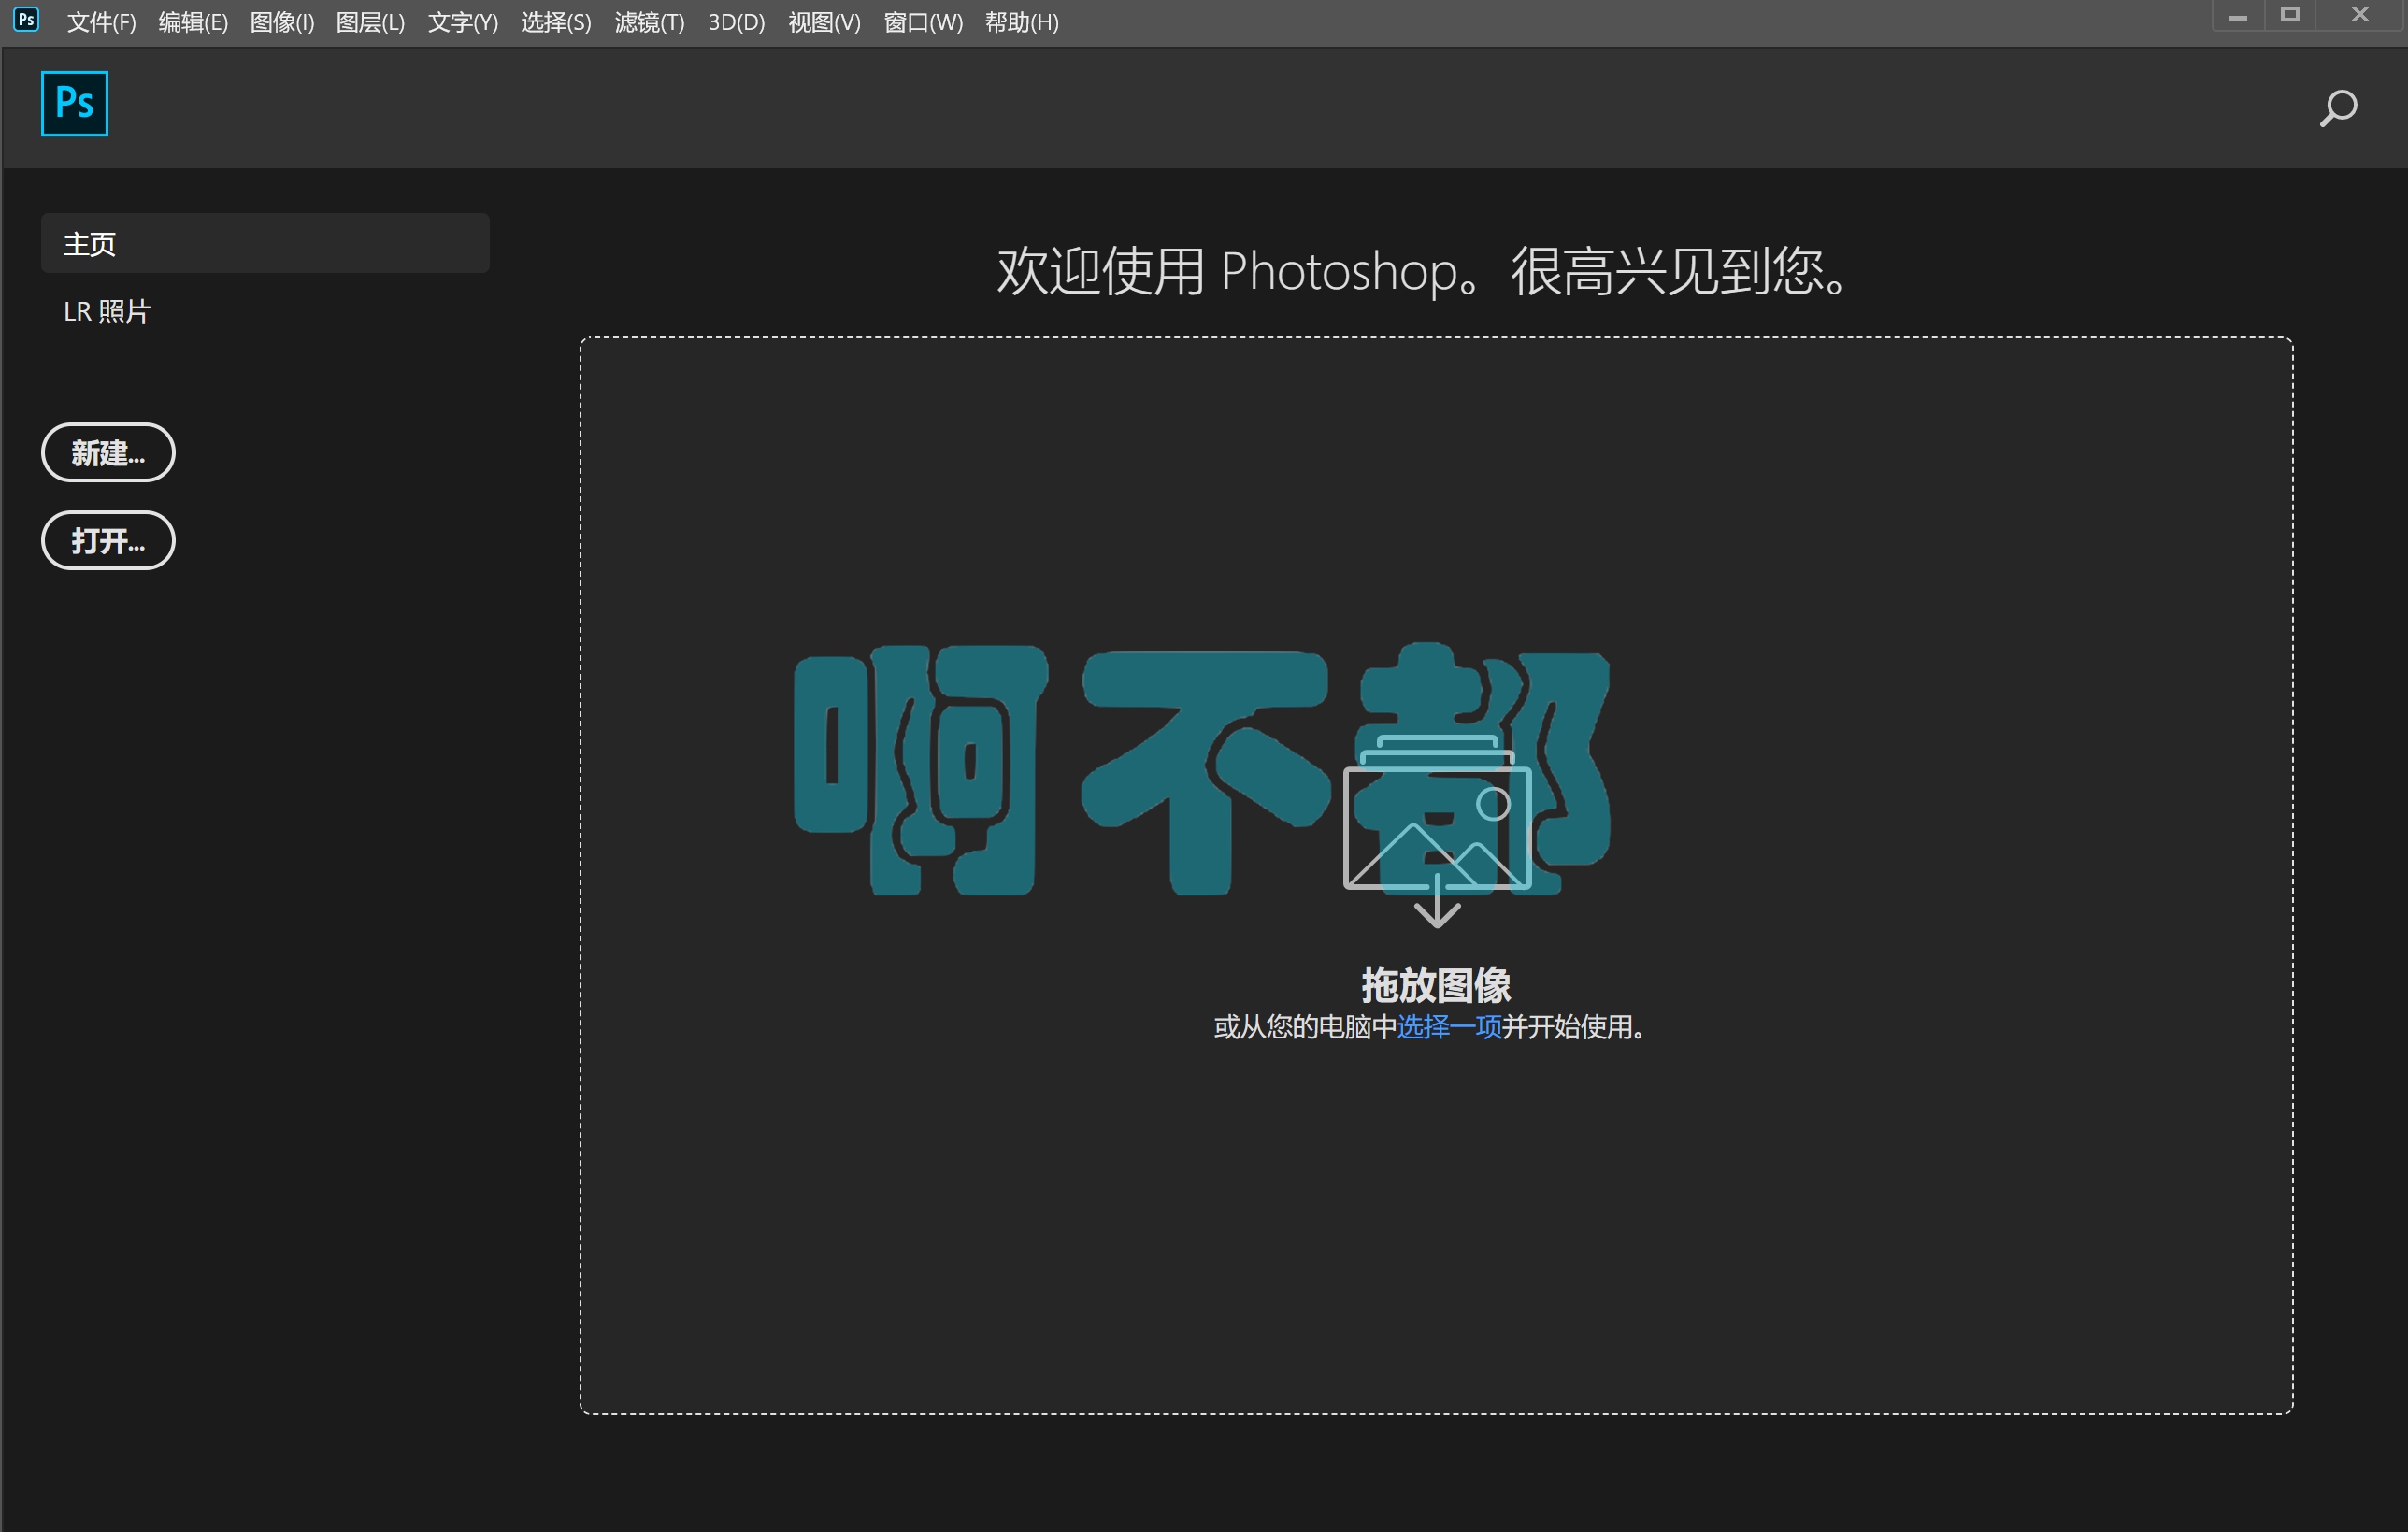 Ps 文件(F) 编辑(E) 图像(I) 图层(L) 文字(Y) 选择(S) 滤镜(T) 3D(D) 视图(V) 窗口(W) 帮助(H)
Ps
主页
LR 照片
新建...
打开...
欢迎使用 Photoshop。很高兴见到您。
啊不都
拖放图像
或从您的电脑中选择一项并开始使用。